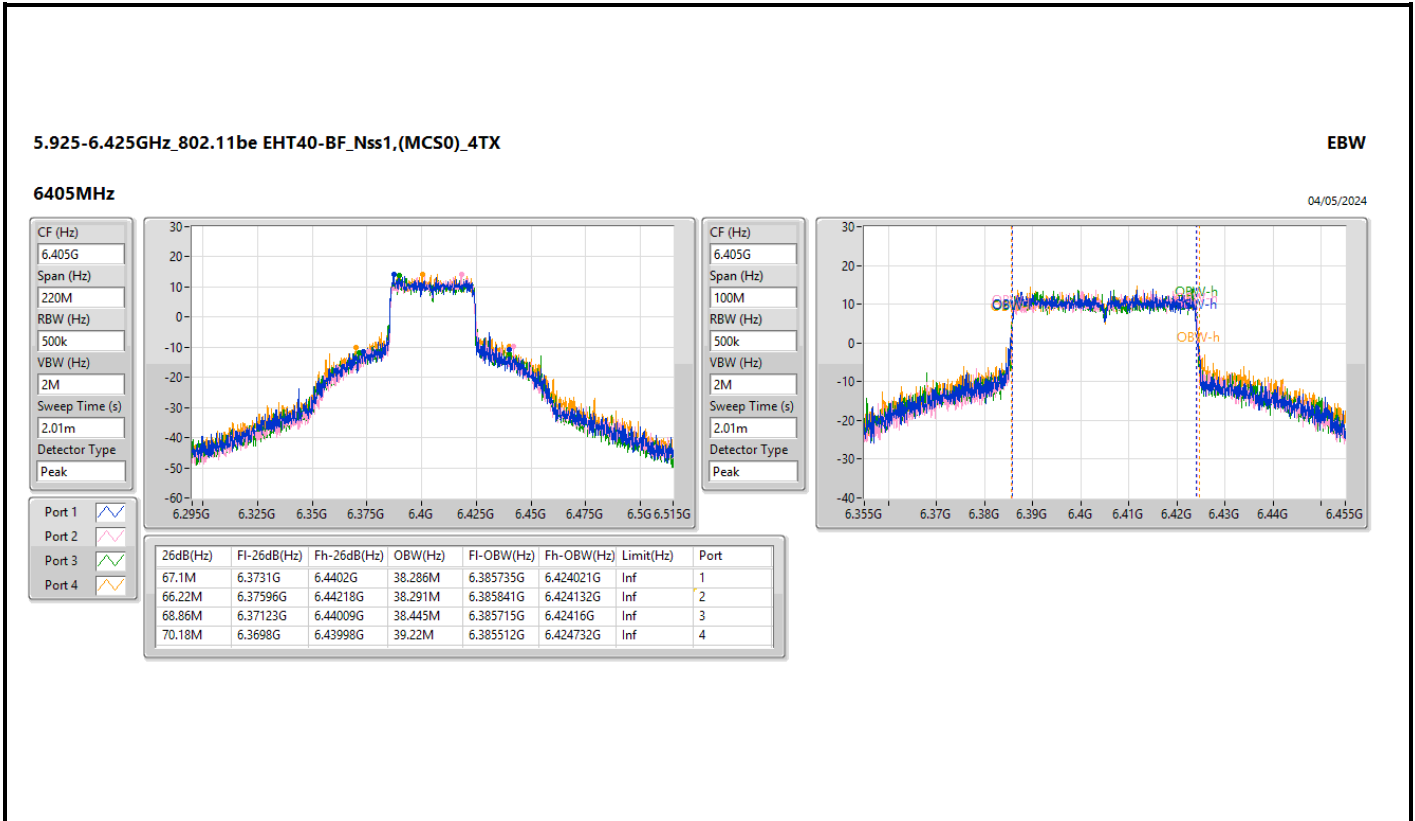 5.925-6.425GHz_802.11be EHT40-BF_Nss1,(MCS0)_4TX EBW
6405MHz
04/05/2024
CF (Hz)
6.405G
Span (Hz)
220M
RBW (Hz)
500k
VBW (Hz)
2M
Sweep Time (s)
2.01m
Detector Type
Peak
Port 1
Port 2
Port 3
Port 4
30
20
10
0
-10
-20
-30
-40
-50
-60
6.295G 6.325G 6.35G 6.375G 6.4G 6.425G 6.45G 6.475G 6.5G 6.515G
CF (Hz)
6.405G
Span (Hz)
100M
RBW (Hz)
500k
VBW (Hz)
2M
Sweep Time (s)
2.01m
Detector Type
Peak
30
20
10
0
-10
-20
-30
-40
OBW-h
OBW-h
6.355G 6.37G 6.38G 6.39G 6.4G 6.41G 6.42G 6.43G 6.44G 6.455G
26dB(Hz) Fl-26dB(Hz) Fh-26dB(Hz) OBW(Hz) Fl-OBW(Hz) Fh-OBW(Hz) Limit(Hz) Port
67.1M 6.3731G 6.4402G 38.286M 6.385735G 6.424021G Inf 1
66.22M 6.37596G 6.44218G 38.291M 6.385841G 6.424132G Inf 2
68.86M 6.37123G 6.44009G 38.445M 6.385715G 6.42416G Inf 3
70.18M 6.3698G 6.43998G 39.22M 6.385512G 6.424732G Inf 4